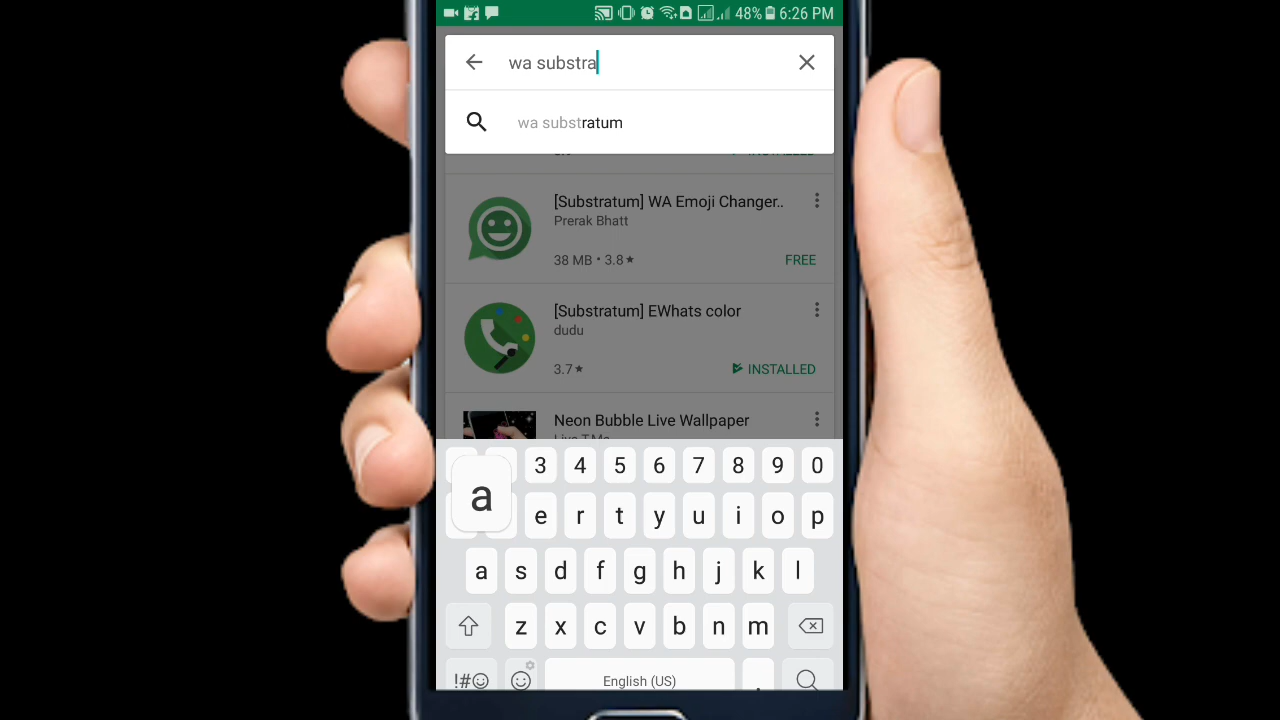 48% 6:26 PM
wa substra
wa substratum
INSTALLED
[Substratum] WA Emoji Changer..
Prerak Bhatt
38 MB • 3.8★ FREE
[Substratum] EWhats color
dudu
3.7★ INSTALLED
Neon Bubble Live Wallpaper
3 4 5 6 7 8 9 0
a
e r t y u i o p
a s d f g h j k l
z x c v b n m
!#☺ English (US) .